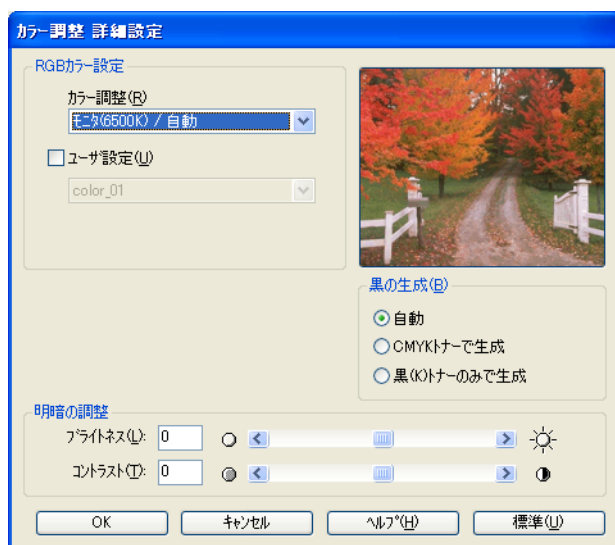 カラー調整 詳細設定
RGBカラー設定
カラー調整(R)
モニタ(6500K) / 自動
ユーザ設定(U)
color_01
黒の生成(B)
自動
CMYKトナーで生成
黒(K)トナーのみで生成
明暗の調整
ブライトネス(L): 0
コントラスト(T): 0
OK キャンセル ヘルプ(H) 標準(U)